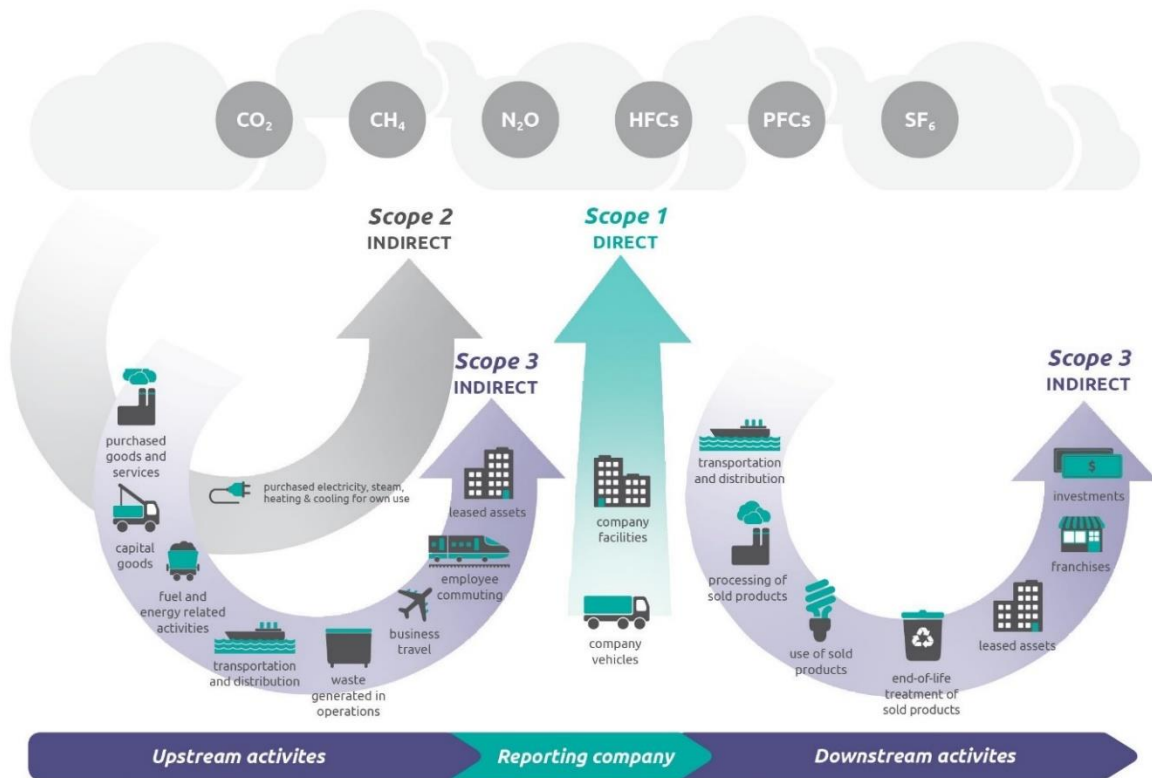 CO₂
CH₄
N₂O
HFCs
PFCs
SF₆
Scope 2
INDIRECT
Scope 1
DIRECT
Scope 3
INDIRECT
Scope 3
INDIRECT
purchased
goods and
services
capital
goods
fuel and
energy related
activities
purchased electricity, steam,
heating & cooling for own use
transportation
and distribution
waste
generated in
operations
business
travel
employee
commuting
leased assets
company
facilities
company
vehicles
transportation
and distribution
processing of
sold products
use of sold
products
end-of-life
treatment of
sold products
leased assets
franchises
$
investments
Upstream activites
Reporting company
Downstream activites